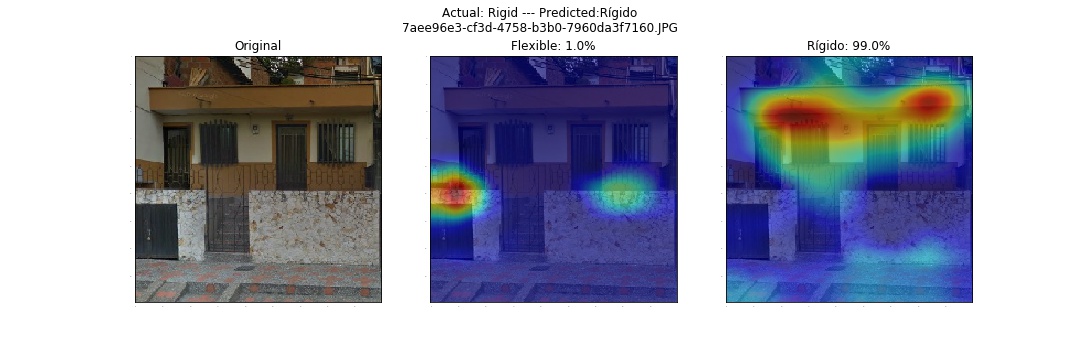 Actual: Rigid --- Predicted:Rígido
7aee96e3-cf3d-4758-b3b0-7960da3f7160.JPG
Original
Flexible: 1.0%
Rígido: 99.0%